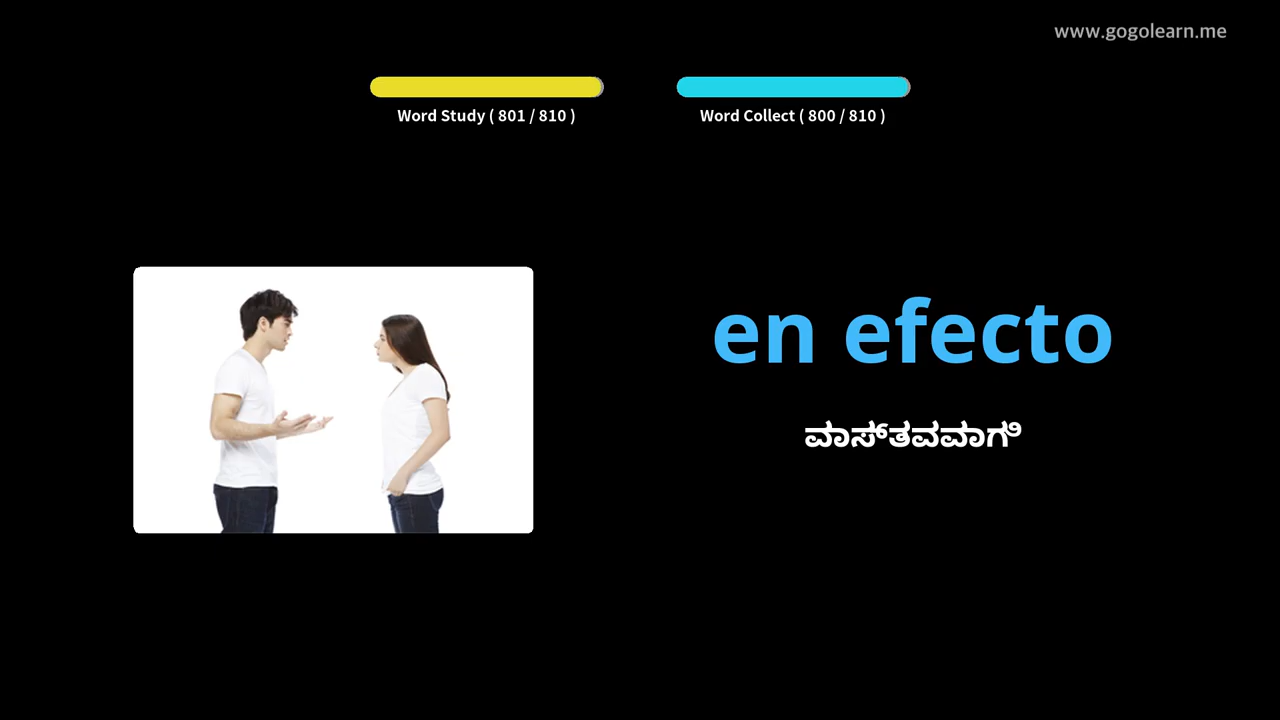 www.gogolearn.me
Word Study ( 801 / 810 )
Word Collect ( 800 / 810 )
en efecto
ವಾಸ್ತವವಾಗಿ